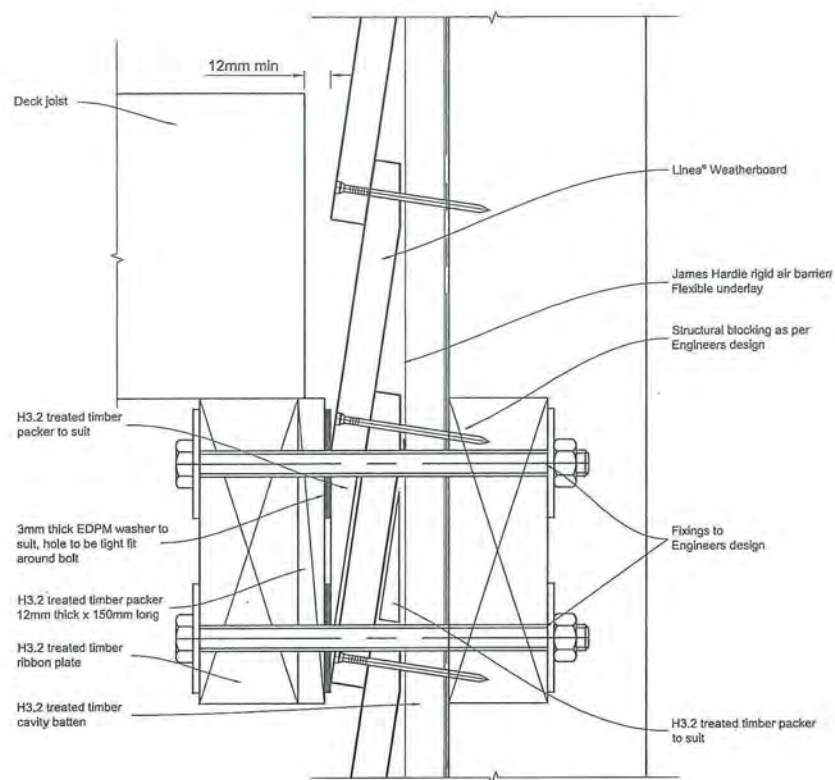 12mm min
Deck joist
Linea® Weatherboard
James Hardie rigid air barrier/
Flexible underlay
Structural blocking as per
Engineers design
H3.2 treated timber
packer to suit
3mm thick EDPM washer to
suit, hole to be tight fit
around bolt
Fixings to
Engineers design
H3.2 treated timber packer
12mm thick x 150mm long
H3.2 treated timber
ribbon plate
H3.2 treated timber
cavity batten
H3.2 treated timber packer
to suit